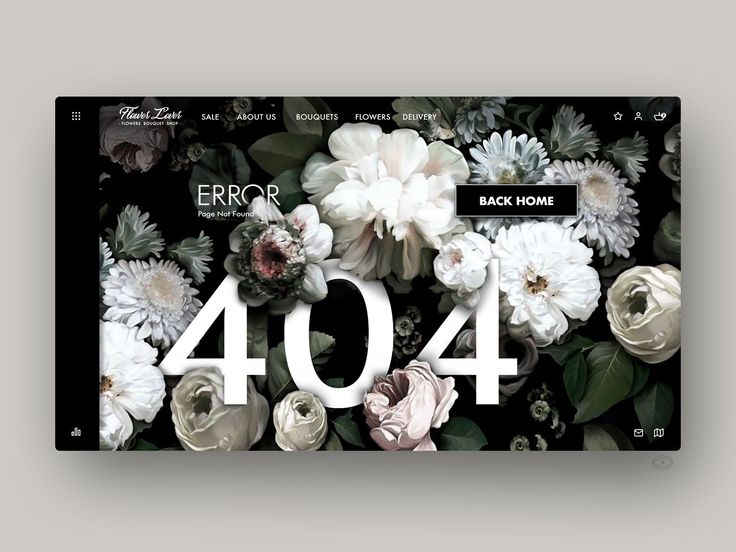 Flower Lover
FLOWERS BOUQUET SHOP
SALE ABOUT US BOUQUETS FLOWERS DELIVERY
ERROR
Page Not Found
BACK HOME
404